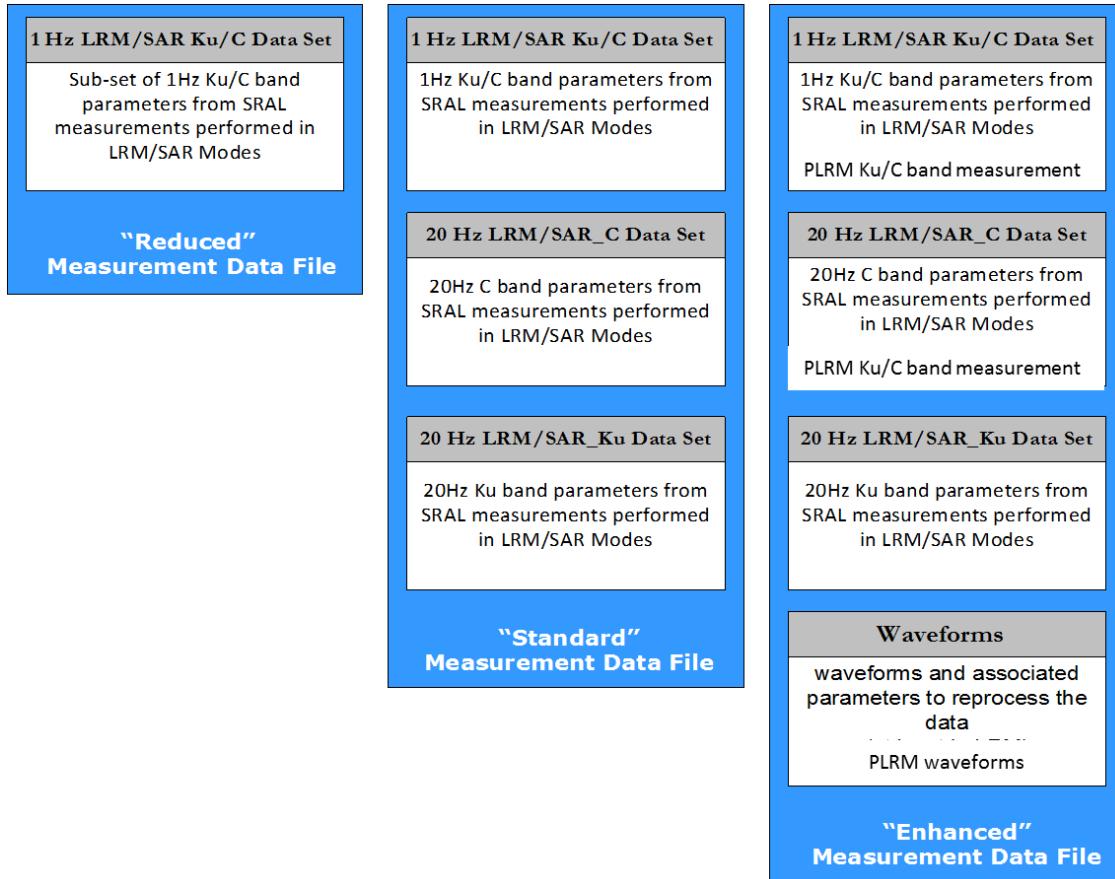 1 Hz LRM/SAR Ku/C Data Set
Sub-set of 1Hz Ku/C band
parameters from SRAL
measurements performed in
LRM/SAR Modes
“Reduced”
Measurement Data File
1 Hz LRM/SAR Ku/C Data Set
1Hz Ku/C band parameters from
SRAL measurements performed
in LRM/SAR Modes
20 Hz LRM/SAR_C Data Set
20Hz C band parameters from
SRAL measurements performed
in LRM/SAR Modes
20 Hz LRM/SAR_Ku Data Set
20Hz Ku band parameters from
SRAL measurements performed
in LRM/SAR Modes
“Standard”
Measurement Data File
1 Hz LRM/SAR Ku/C Data Set
1Hz Ku/C band parameters from
SRAL measurements performed
in LRM/SAR Modes
PLRM Ku/C band measurement
20 Hz LRM/SAR_C Data Set
20Hz C band parameters from
SRAL measurements performed
in LRM/SAR Modes
PLRM Ku/C band measurement
20 Hz LRM/SAR_Ku Data Set
20Hz Ku band parameters from
SRAL measurements performed
in LRM/SAR Modes
Waveforms
waveforms and associated
parameters to reprocess the
data
PLRM waveforms
“Enhanced”
Measurement Data File